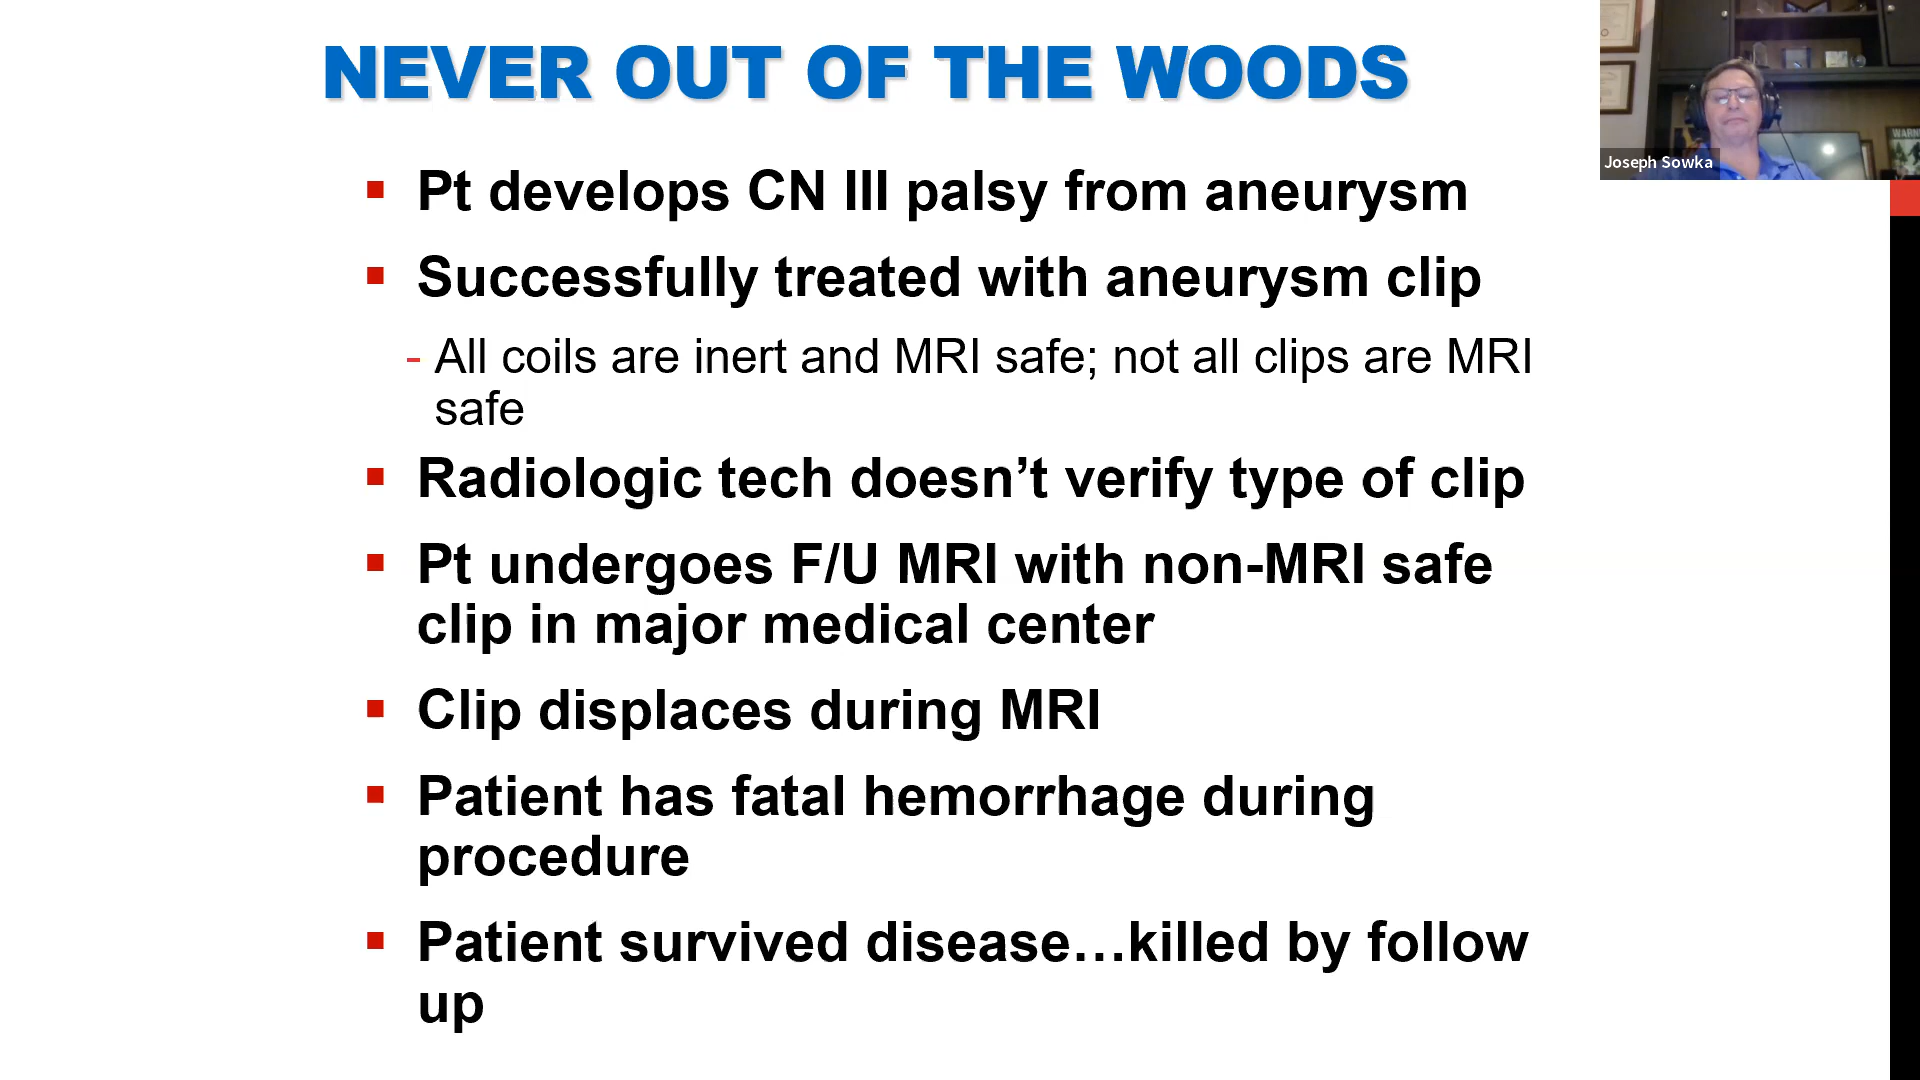 NEVER OUT OF THE WOODS
Joseph Sowka
WARN
▪ Pt develops CN III palsy from aneurysm
▪ Successfully treated with aneurysm clip
- All coils are inert and MRI safe; not all clips are MRI
safe
▪ Radiologic tech doesn’t verify type of clip
▪ Pt undergoes F/U MRI with non-MRI safe
clip in major medical center
▪ Clip displaces during MRI
▪ Patient has fatal hemorrhage during
procedure
▪ Patient survived disease…killed by follow
up